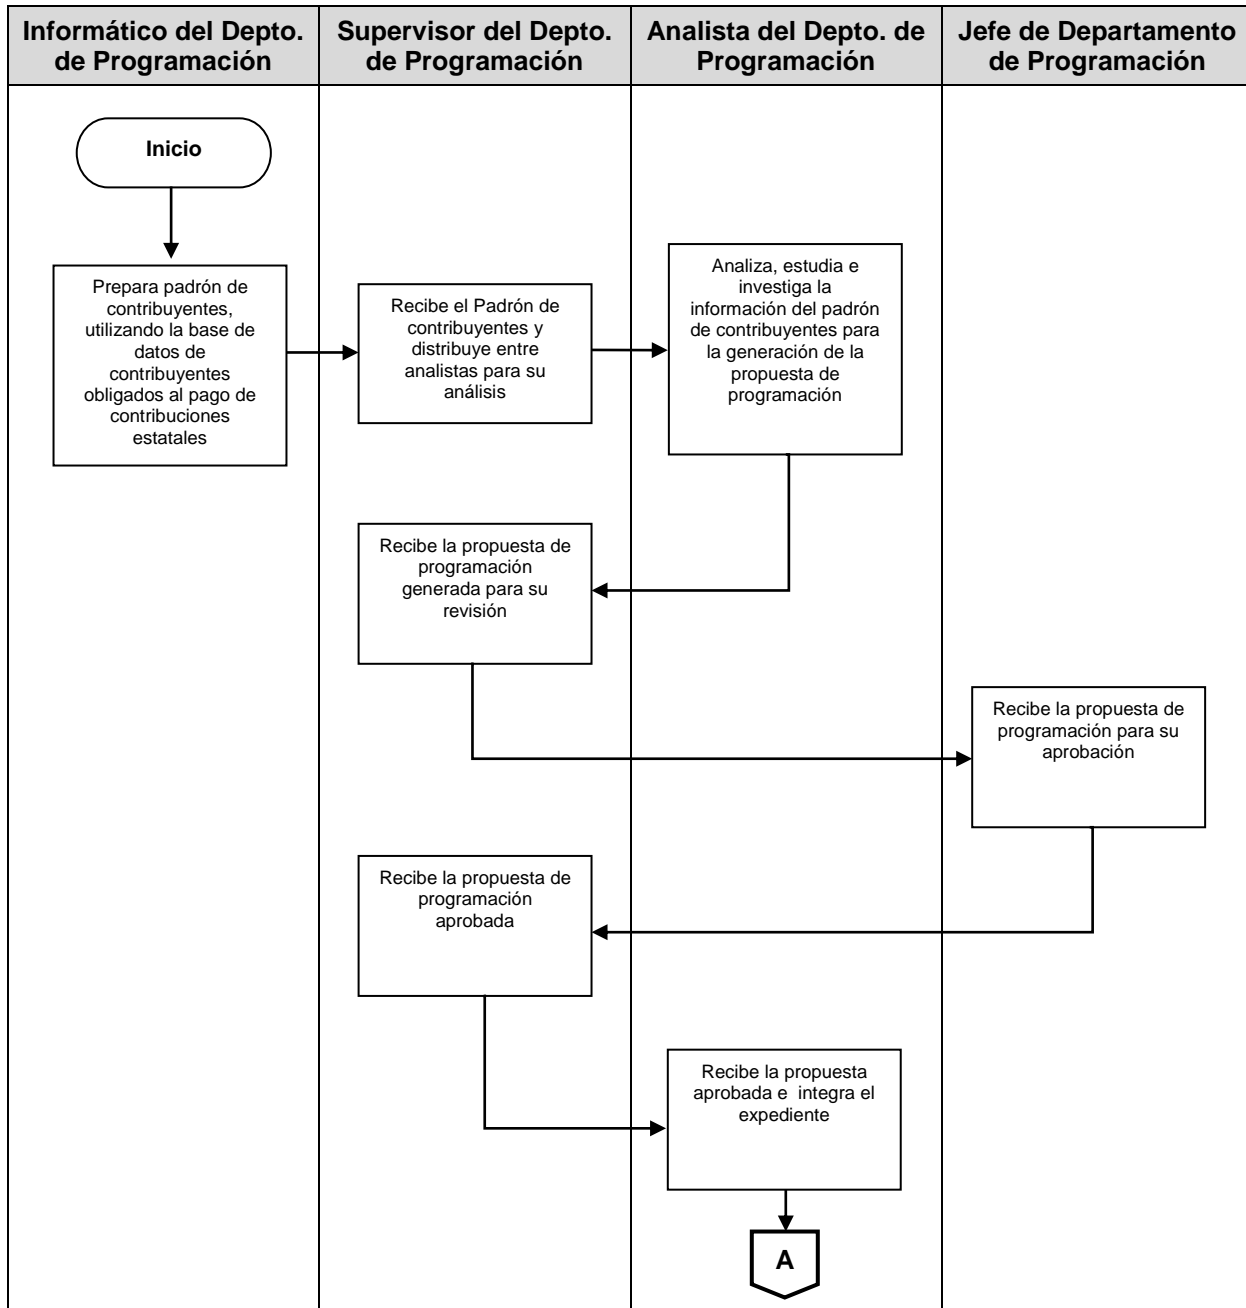 Informático del Depto.
de Programación
Supervisor del Depto.
de Programación
Analista del Depto. de
Programación
Jefe de Departamento
de Programación
Inicio
Prepara padrón de
contribuyentes,
utilizando la base de
datos de
contribuyentes
obligados al pago de
contribuciones
estatales
Recibe el Padrón de
contribuyentes y
distribuye entre
analistas para su
análisis
Analiza, estudia e
investiga la
información del padrón
de contribuyentes para
la generación de la
propuesta de
programación
Recibe la propuesta de
programación
generada para su
revisión
Recibe la propuesta de
programación para su
aprobación
Recibe la propuesta de
programación
aprobada
Recibe la propuesta
aprobada e  integra el
expediente
A